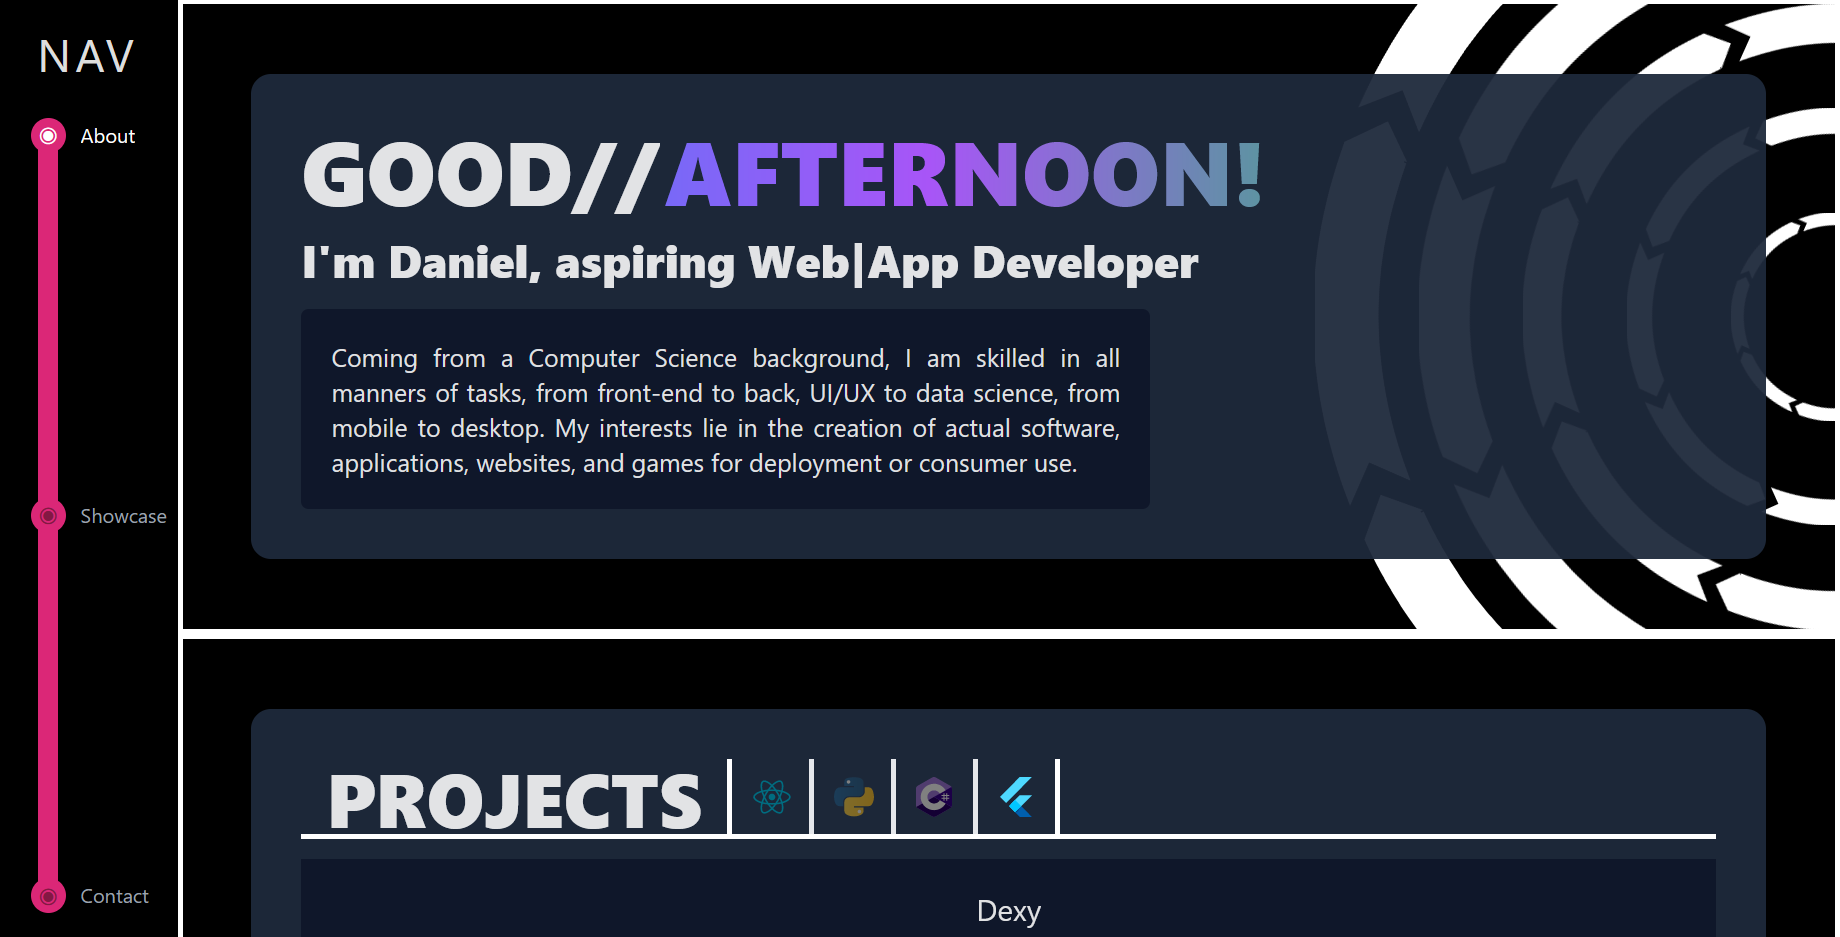 NAV
About
Showcase
Contact
GOOD//AFTERNOON!
I'm Daniel, aspiring Web|App Developer
Coming from a Computer Science background, I am skilled in all
manners of tasks, from front-end to back, UI/UX to data science, from
mobile to desktop. My interests lie in the creation of actual software,
applications, websites, and games for deployment or consumer use.
PROJECTS
C#
Dexy